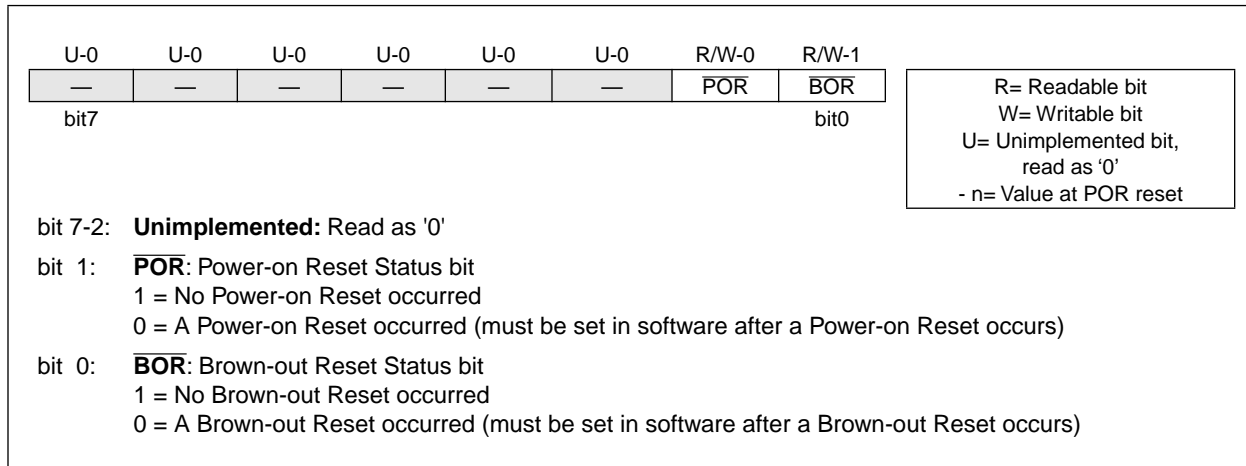 U-0 U-0 U-0 U-0 U-0 U-0 R/W-0 R/W-1
— — — — — — P̅O̅R̅ B̅O̅R̅
bit7 bit0
R= Readable bit
W= Writable bit
U= Unimplemented bit,
read as ‘0’
- n= Value at POR reset
bit 7-2: Unimplemented: Read as '0'
bit 1: P̅O̅R̅: Power-on Reset Status bit
1 = No Power-on Reset occurred
0 = A Power-on Reset occurred (must be set in software after a Power-on Reset occurs)
bit 0: B̅O̅R̅: Brown-out Reset Status bit
1 = No Brown-out Reset occurred
0 = A Brown-out Reset occurred (must be set in software after a Brown-out Reset occurs)